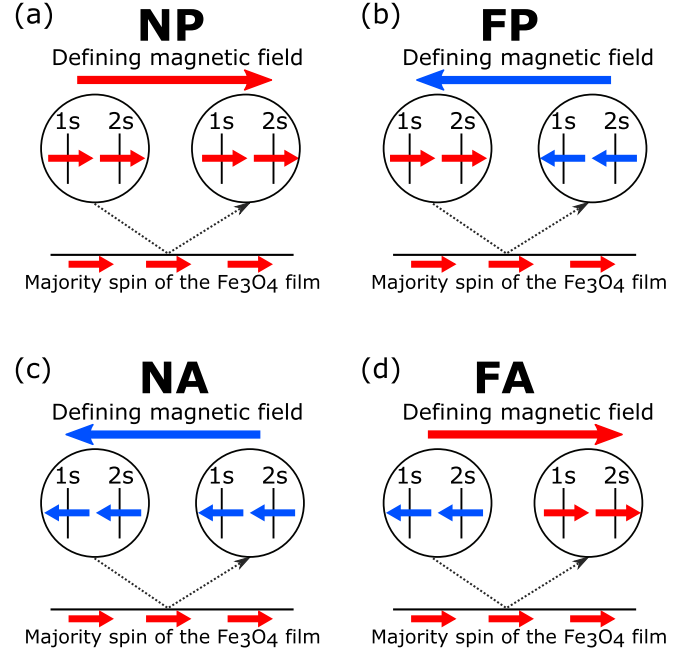 (a) NP
Defining magnetic field
1s 2s 1s 2s
Majority spin of the Fe3O4 film
(b) FP
Defining magnetic field
1s 2s 1s 2s
Majority spin of the Fe3O4 film
(c) NA
Defining magnetic field
1s 2s 1s 2s
Majority spin of the Fe3O4 film
(d) FA
Defining magnetic field
1s 2s 1s 2s
Majority spin of the Fe3O4 film